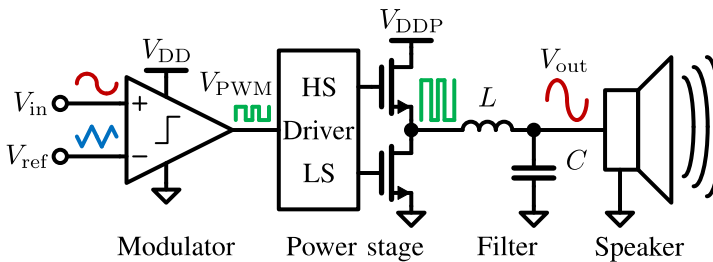 V_DDP
V_DD
V_out
V_PWM
HS
L
V_in
+
Driver
V_ref
−
LS
C
Modulator
Power stage
Filter
Speaker